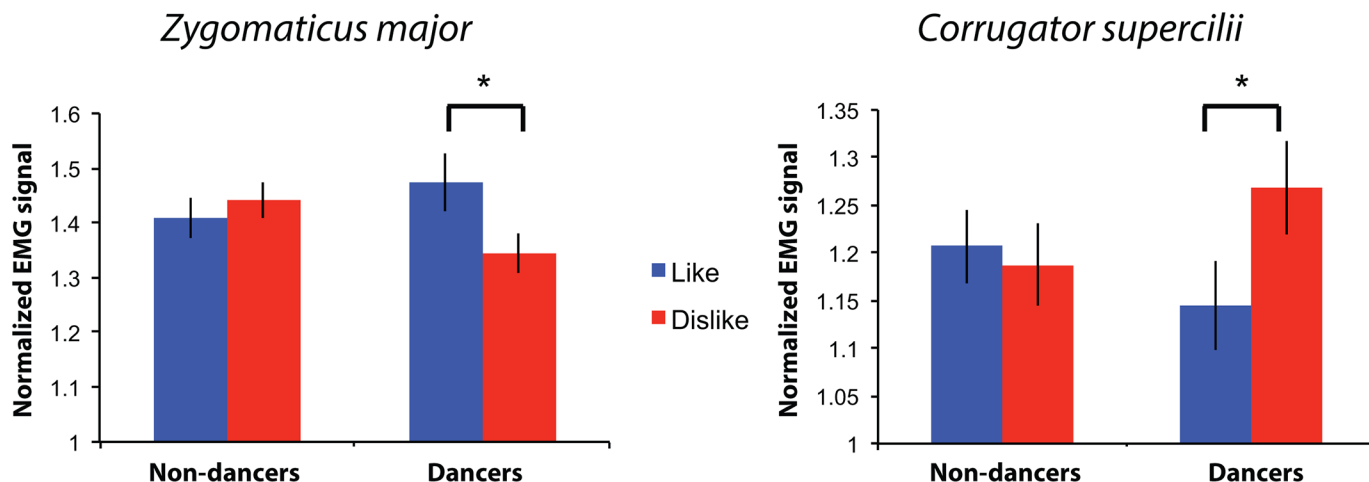 Zygomaticus major
Normalized EMG signal
1.6
1.5
1.4
1.3
1.2
1.1
1
*
Non-dancers
Dancers
Like
Dislike
Corrugator supercilii
Normalized EMG signal
1.35
1.3
1.25
1.2
1.15
1.1
1.05
1
*
Non-dancers
Dancers